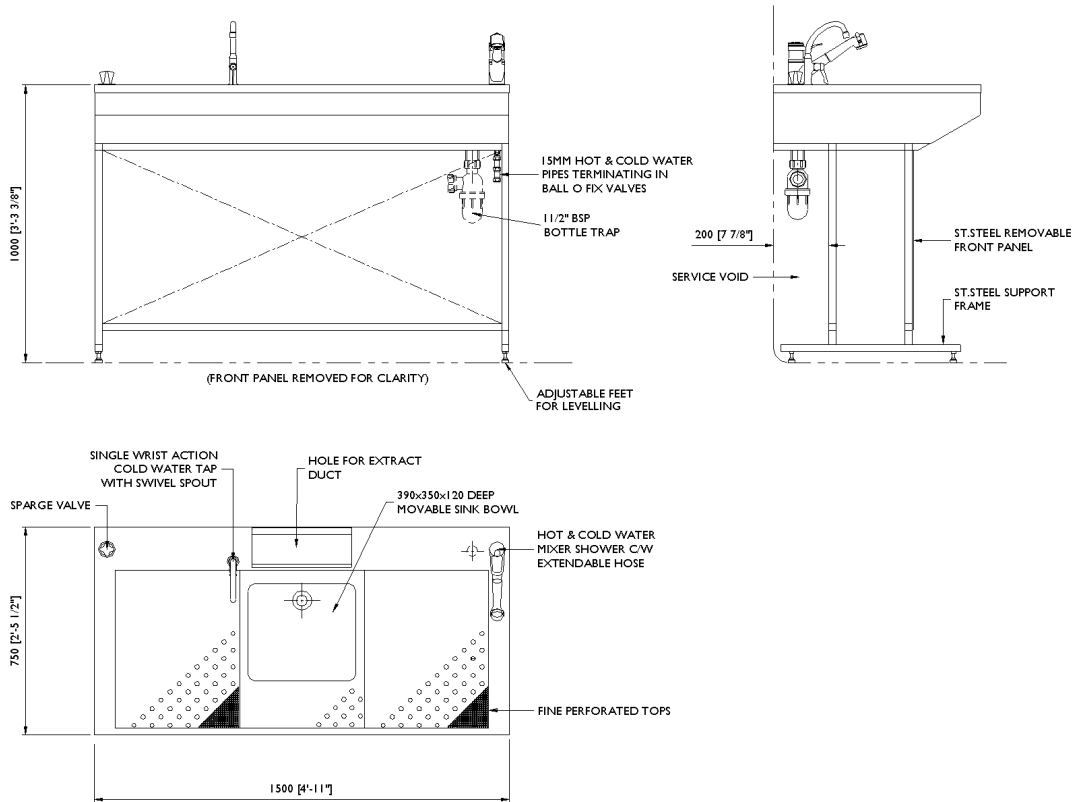 1000 [3'-3 3/8"]
15MM HOT & COLD WATER
PIPES TERMINATING IN
BALL O FIX VALVES
11/2" BSP
BOTTLE TRAP
(FRONT PANEL REMOVED FOR CLARITY)
ADJUSTABLE FEET
FOR LEVELLING
200 [7 7/8"]
SERVICE VOID
ST.STEEL REMOVABLE
FRONT PANEL
ST.STEEL SUPPORT
FRAME
SINGLE WRIST ACTION
COLD WATER TAP
WITH SWIVEL SPOUT
SPARGE VALVE
HOLE FOR EXTRACT
DUCT
390x350x120 DEEP
MOVABLE SINK BOWL
HOT & COLD WATER
MIXER SHOWER C/W
EXTENDABLE HOSE
750 [2'-5 1/2"]
FINE PERFORATED TOPS
1500 [4'-11"]